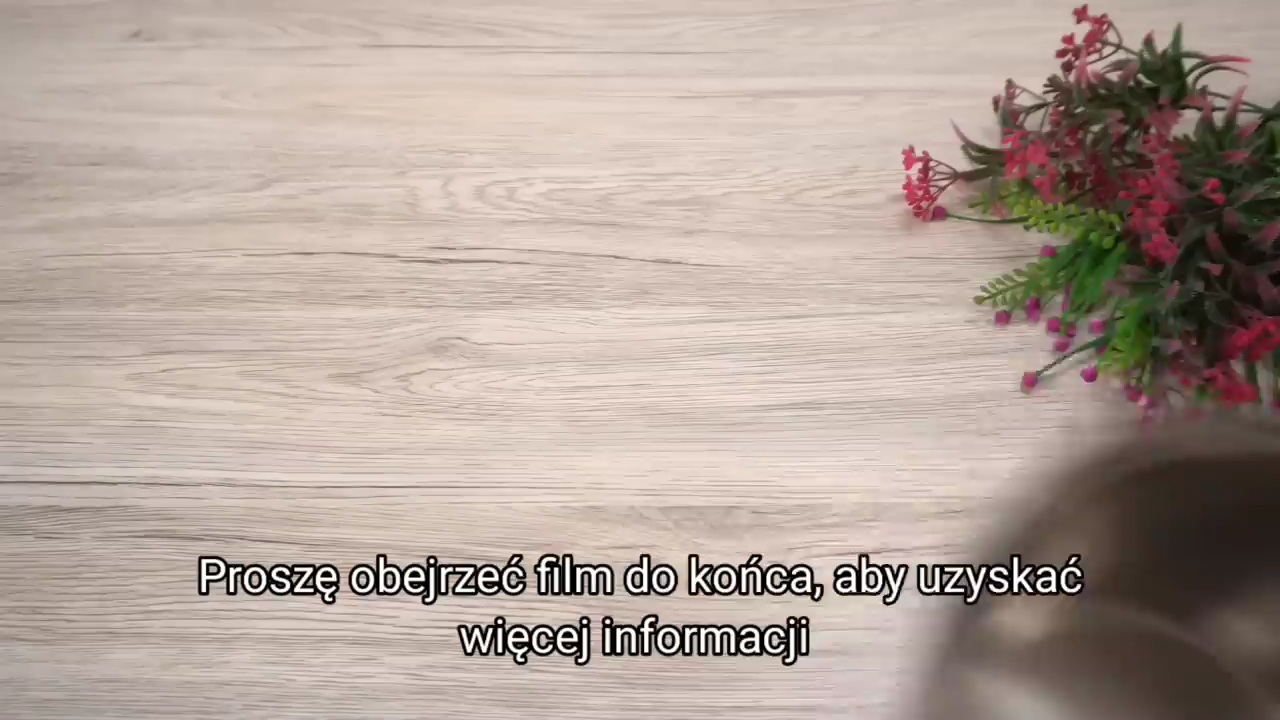 Proszę obejrzeć film do końca, aby uzyskać
więcej informacji